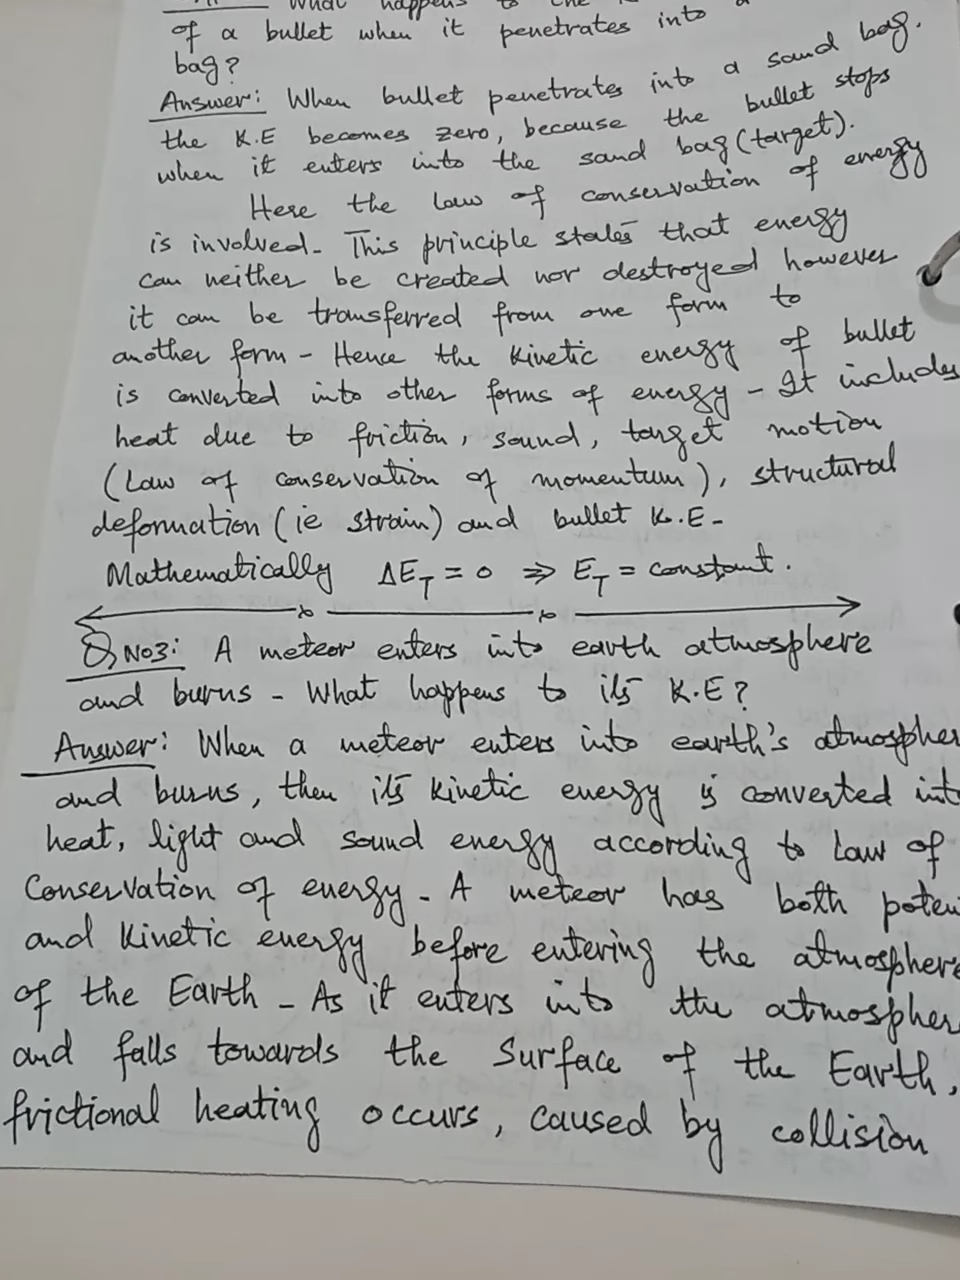 What happens to the
of a bullet when it penetrates into a
bag?
Answer: When bullet penetrates into a sand bag.
the K.E becomes zero, because the bullet stops
when it enters into the sand bag (target).
Here the law of conservation of energy
is involved - This principle states that energy
can neither be created nor destroyed however
it can be transferred from one form to
another form - Hence the kinetic energy of bullet
is converted into other forms of energy - It includes
heat due to friction, sound, target motion
(Law of conservation of momentum), structural
deformation (ie strain) and bullet K.E -
Mathematically ΔE_T = 0 ⇒ E_T = constant.
Q No3: A meteor enters into earth atmosphere
and burns - What happens to its K.E?
Answer: When a meteor enters into earth's atmospher
and burns, then its kinetic energy is converted int
heat, light and sound energy according to Law of
Conservation of energy - A meteor has both poten
and kinetic energy before entering the atmosphere
of the Earth - As it enters into the atmospher
and falls towards the surface of the Earth,
frictional heating occurs, caused by collision